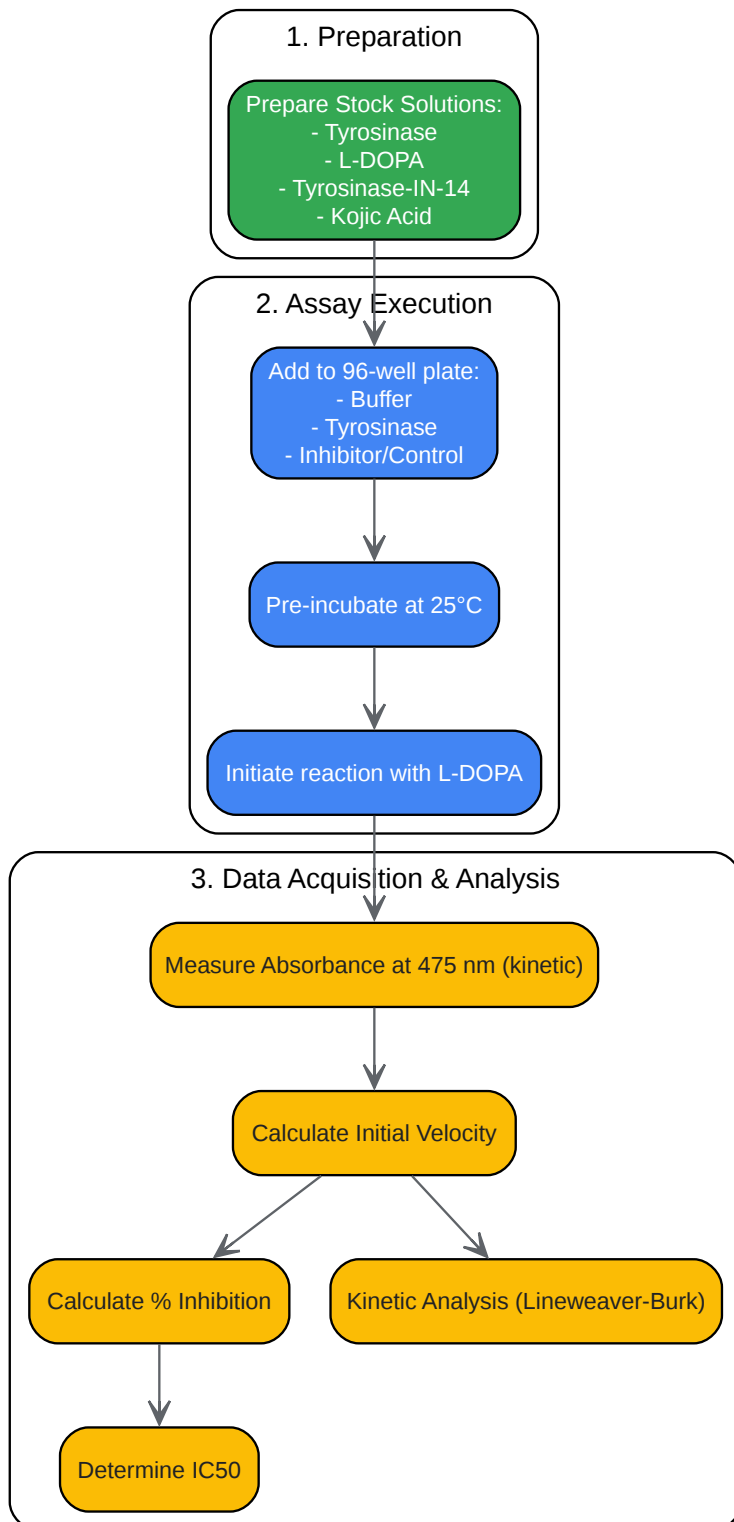 1. Preparation
Prepare Stock Solutions:
- Tyrosinase
- L-DOPA
- Tyrosinase-IN-14
- Kojic Acid
2. Assay Execution
Add to 96-well plate:
- Buffer
- Tyrosinase
- Inhibitor/Control
Pre-incubate at 25°C
Initiate reaction with L-DOPA
3. Data Acquisition & Analysis
Measure Absorbance at 475 nm (kinetic)
Calculate Initial Velocity
Calculate % Inhibition
Kinetic Analysis (Lineweaver-Burk)
Determine IC50